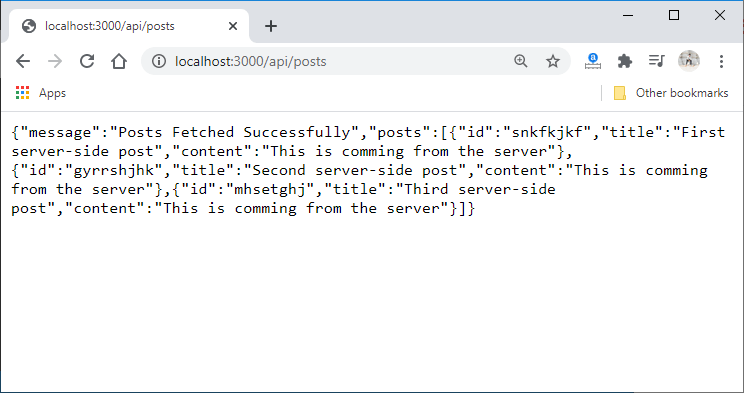 localhost:3000/api/posts
localhost:3000/api/posts
Apps
Other bookmarks
{"message":"Posts Fetched Successfully","posts":[{"id":"snkfkjkf","title":"First
server-side post","content":"This is comming from the server"},
{"id":"gyrrshjhk","title":"Second server-side post","content":"This is comming
from the server"},{"id":"mhsetghj","title":"Third server-side
post","content":"This is comming from the server"}]}